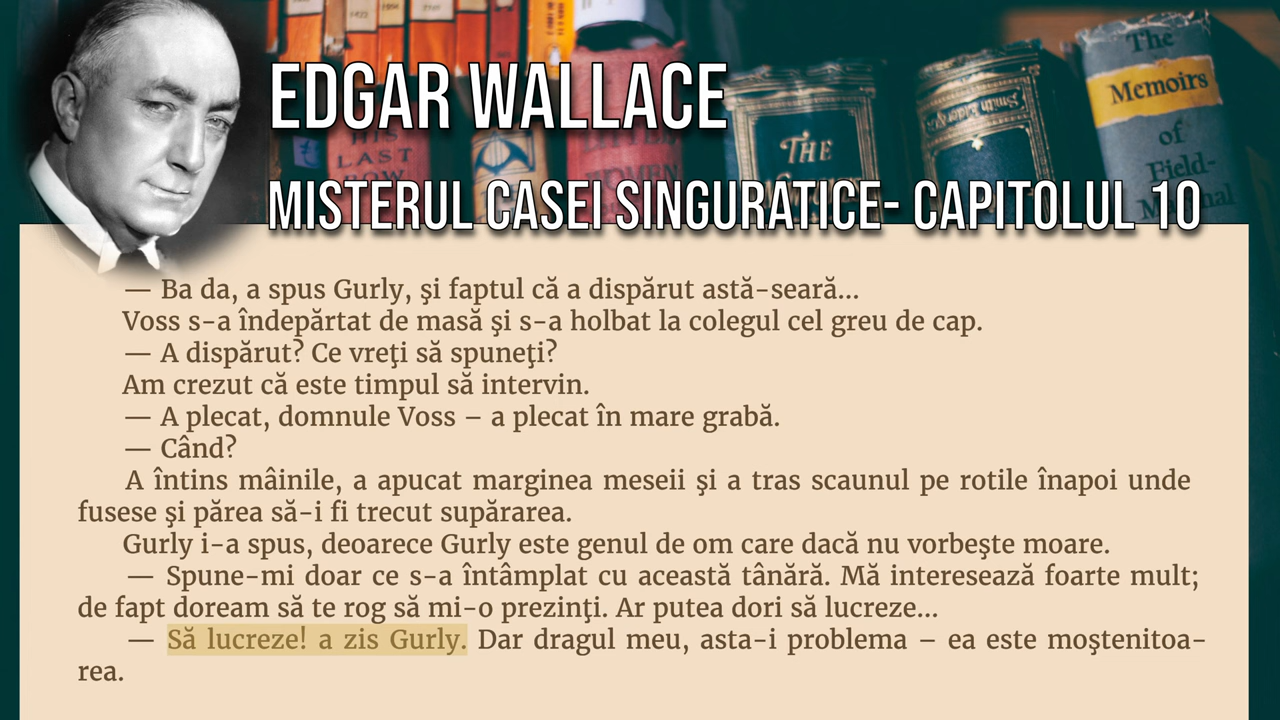 EDGAR WALLACE
MISTERUL CASEI SINGURATICE- CAPITOLUL 10
HIS
LAST
THE
The
Memoirs
of
Field-
— Ba da, a spus Gurly, şi faptul că a dispărut astă-seară...
Voss s-a îndepărtat de masă şi s-a holbat la colegul cel greu de cap.
— A dispărut? Ce vreţi să spuneţi?
Am crezut că este timpul să intervin.
— A plecat, domnule Voss – a plecat în mare grabă.
— Când?
A întins mâinile, a apucat marginea meseii şi a tras scaunul pe rotile înapoi unde
fusese şi părea să-i fi trecut supărarea.
Gurly i-a spus, deoarece Gurly este genul de om care dacă nu vorbeşte moare.
— Spune-mi doar ce s-a întâmplat cu această tânără. Mă interesează foarte mult;
de fapt doream să te rog să mi-o prezinţi. Ar putea dori să lucreze...
— Să lucreze! a zis Gurly. Dar dragul meu, asta-i problema – ea este moştenitoa-
rea.